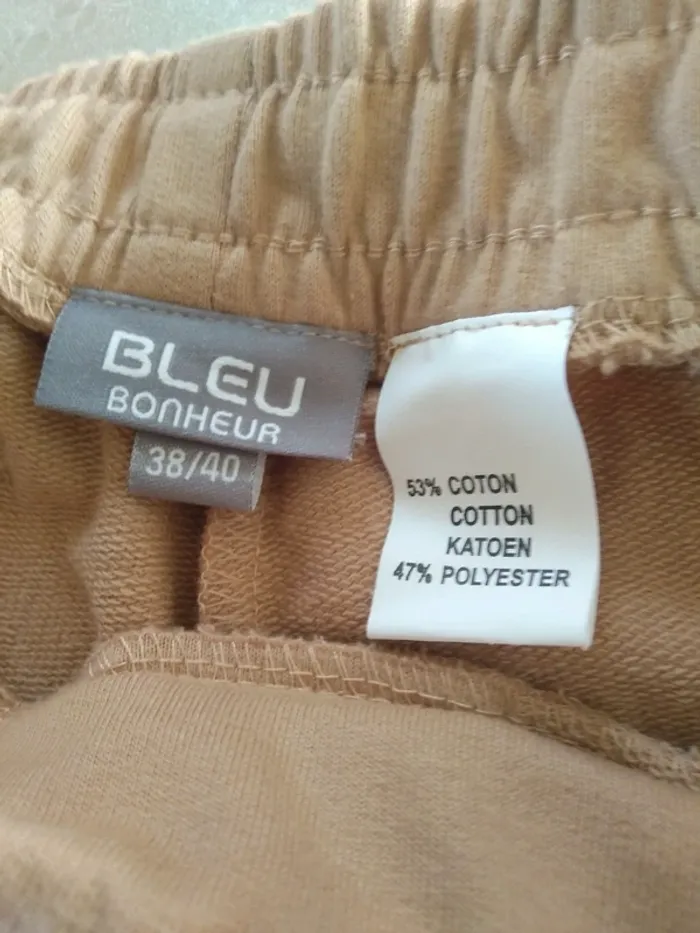 BLEU
BONHEUR
38/40
53% COTON
COTTON
KATOEN
47% POLYESTER